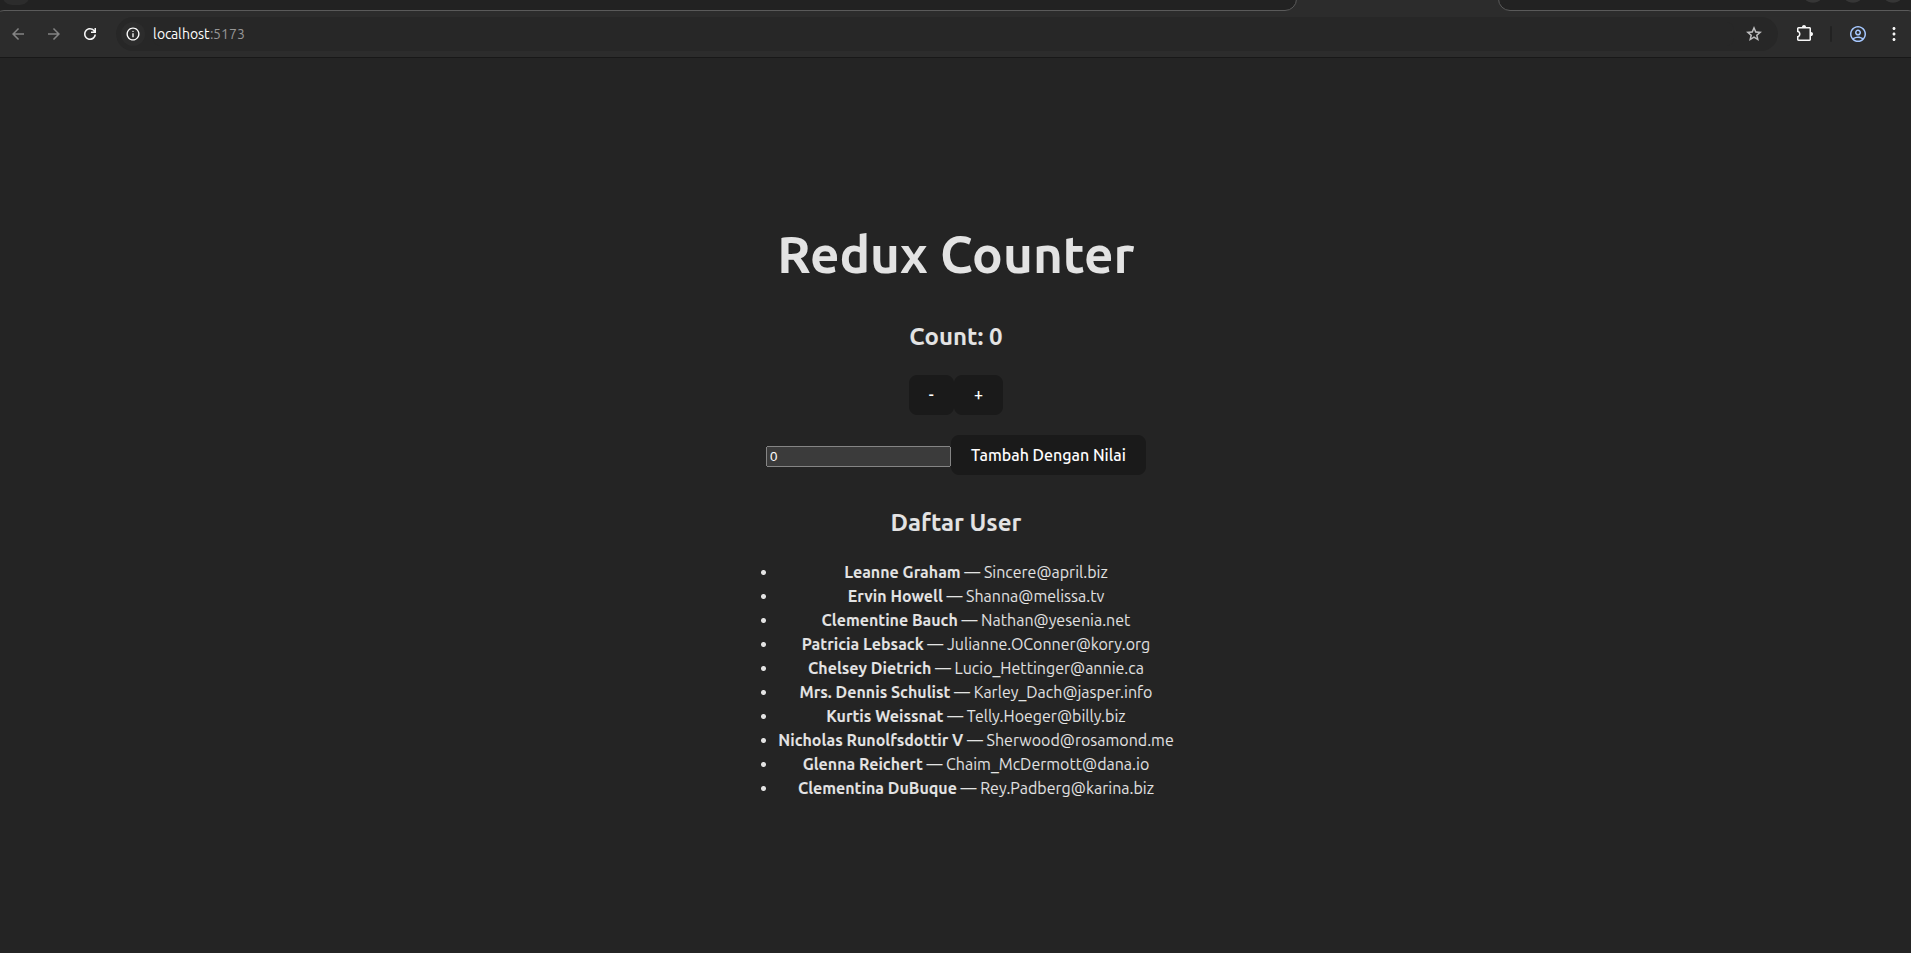 localhost:5173
Redux Counter
Count: 0
- +
0 Tambah Dengan Nilai
Daftar User
• Leanne Graham — Sincere@april.biz
• Ervin Howell — Shanna@melissa.tv
• Clementine Bauch — Nathan@yesenia.net
• Patricia Lebsack — Julianne.OConner@kory.org
• Chelsey Dietrich — Lucio_Hettinger@annie.ca
• Mrs. Dennis Schulist — Karley_Dach@jasper.info
• Kurtis Weissnat — Telly.Hoeger@billy.biz
• Nicholas Runolfsdottir V — Sherwood@rosamond.me
• Glenna Reichert — Chaim_McDermott@dana.io
• Clementina DuBuque — Rey.Padberg@karina.biz